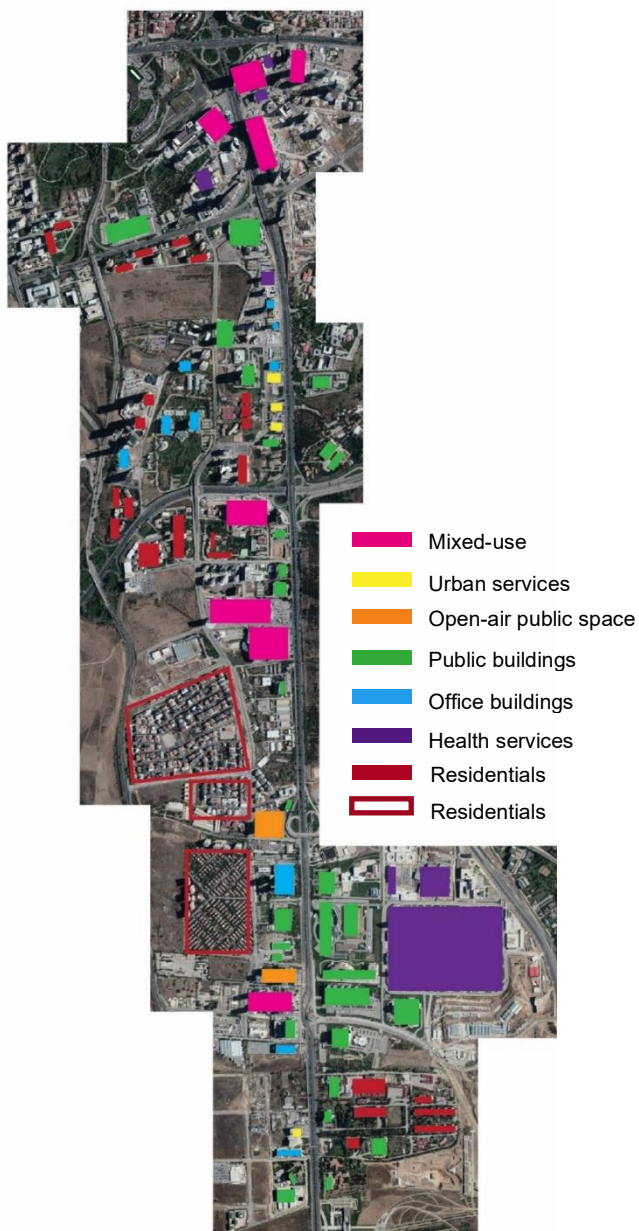 Mixed-use
Urban services
Open-air public space
Public buildings
Office buildings
Health services
Residentials
Residentials